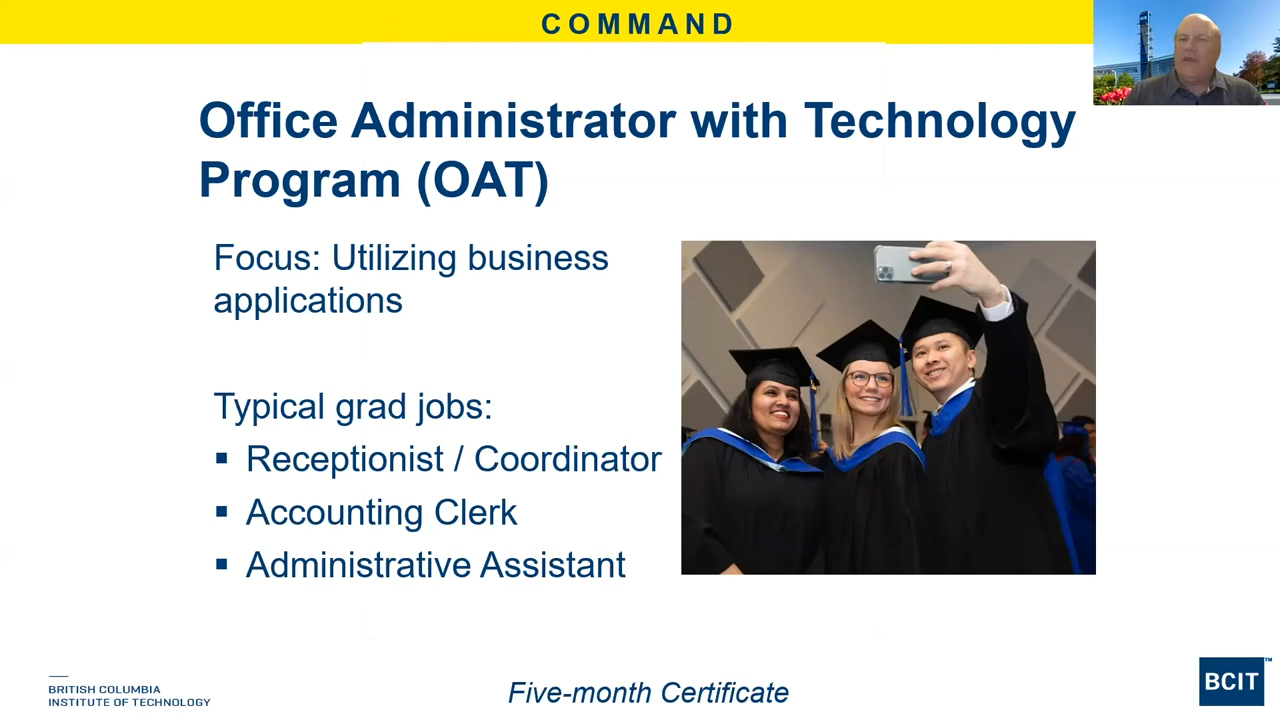 COMMAND
Office Administrator with Technology
Program (OAT)
Focus: Utilizing business
applications
Typical grad jobs:
▪ Receptionist / Coordinator
▪ Accounting Clerk
▪ Administrative Assistant
BRITISH COLUMBIA
INSTITUTE OF TECHNOLOGY
Five-month Certificate
BCIT™